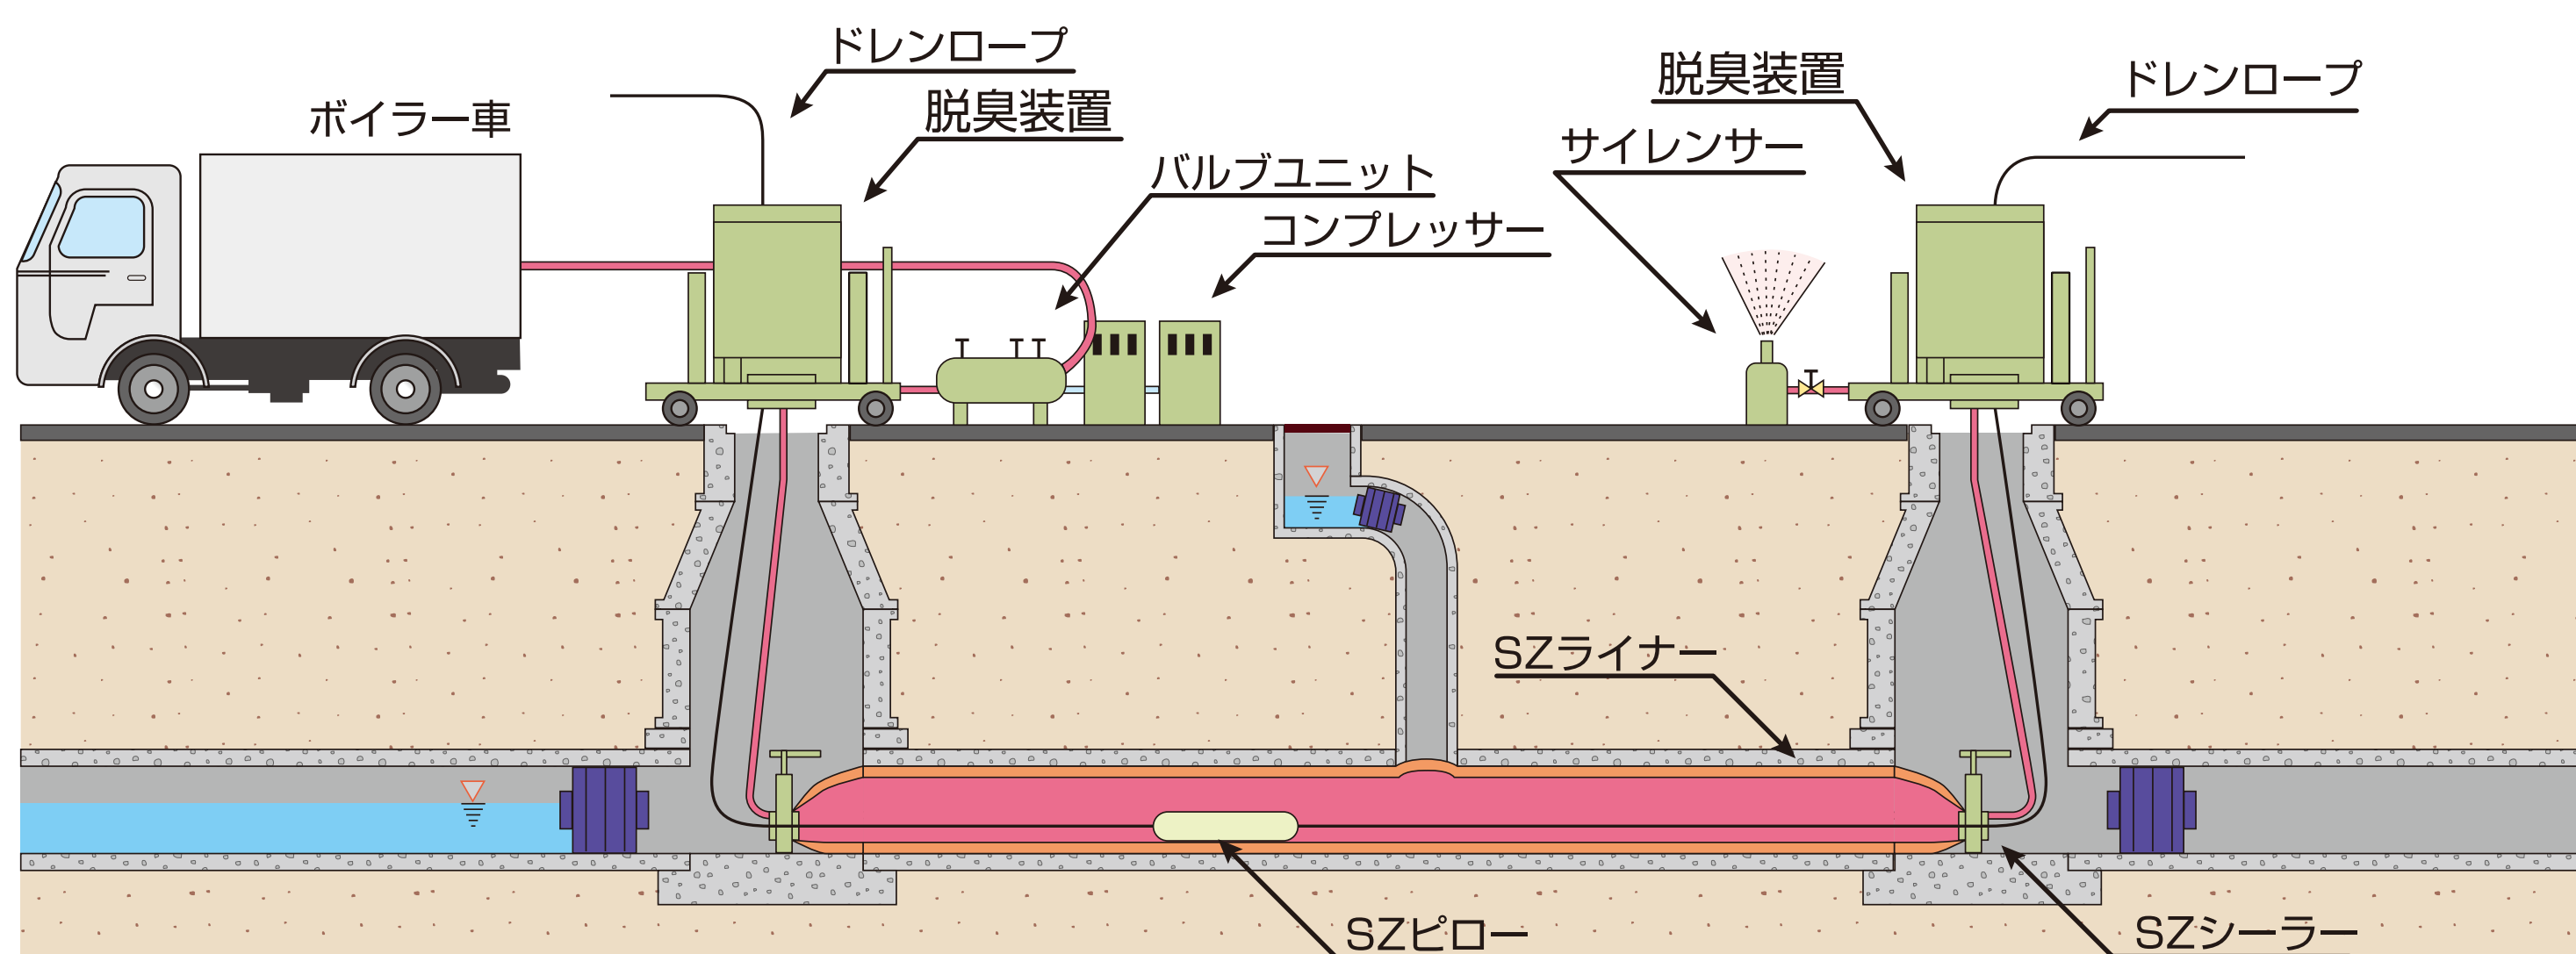 ドレンロープ
脱臭装置
ボイラー車
バルブユニット
コンプレッサー
脱臭装置
ドレンロープ
サイレンサー
SZライナー
SZピロー
SZシーラー